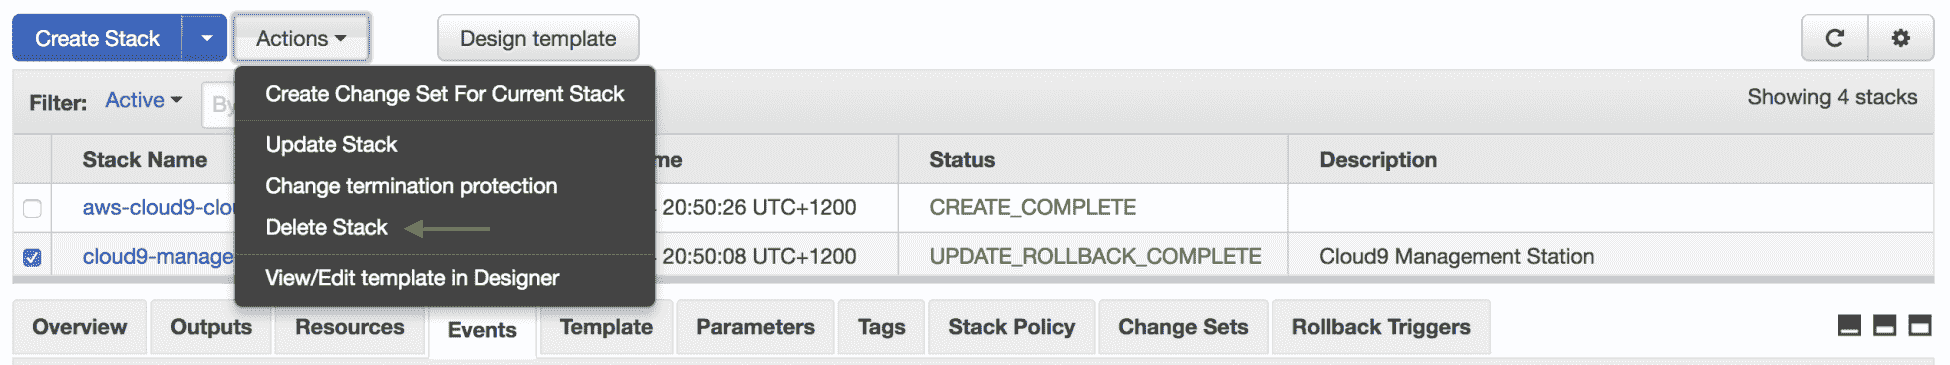 Create Stack Actions Design template
Create Change Set For Current Stack
Update Stack
Change termination protection
Delete Stack
View/Edit template in Designer
Filter: Active By Showing 4 stacks
Stack Name me Status Description
aws-cloud9-clo 20:50:26 UTC+1200 CREATE_COMPLETE
cloud9-manage 20:50:08 UTC+1200 UPDATE_ROLLBACK_COMPLETE Cloud9 Management Station
Overview Outputs Resources Events Template Parameters Tags Stack Policy Change Sets Rollback Triggers